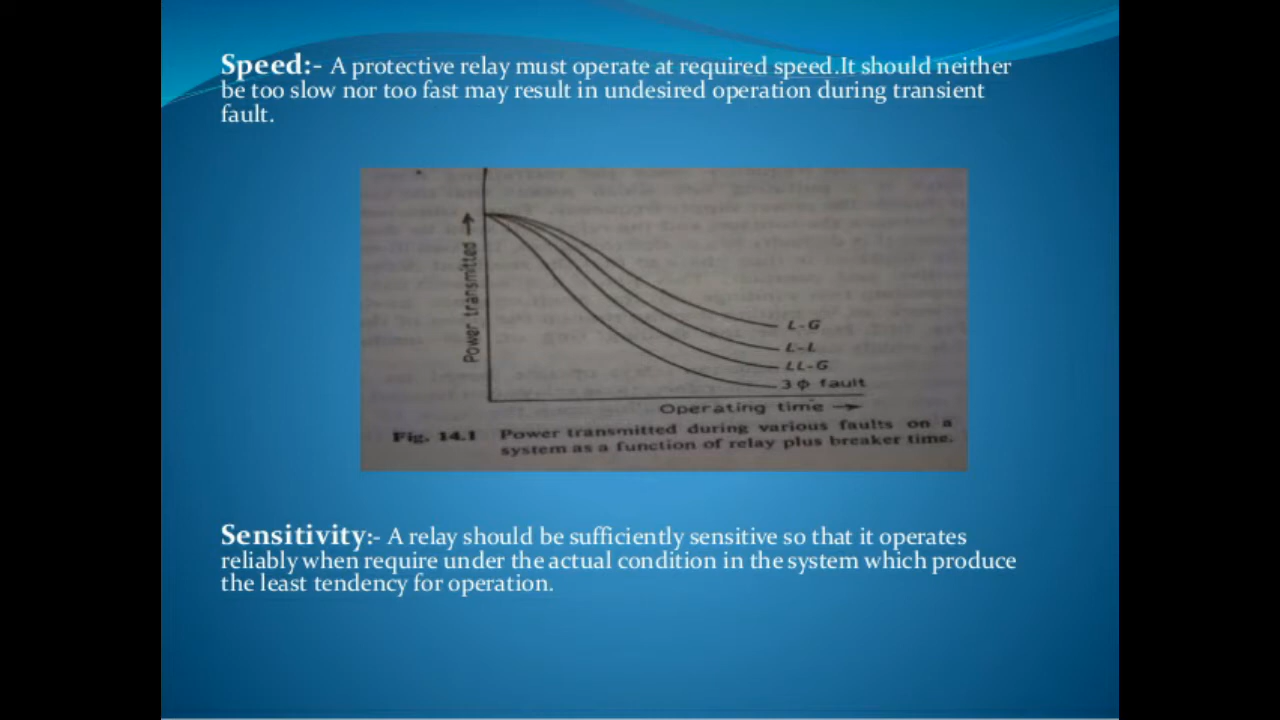 Speed:- A protective relay must operate at required speed.It should neither
be too slow nor too fast may result in undesired operation during transient
fault.
Power transmitted →
L-G
L-L
LL-G
3 ϕ fault
Operating time →
Fig. 14.1 Power transmitted during various faults on a
system as a function of relay plus breaker time.
Sensitivity:- A relay should be sufficiently sensitive so that it operates
reliably when require under the actual condition in the system which produce
the least tendency for operation.